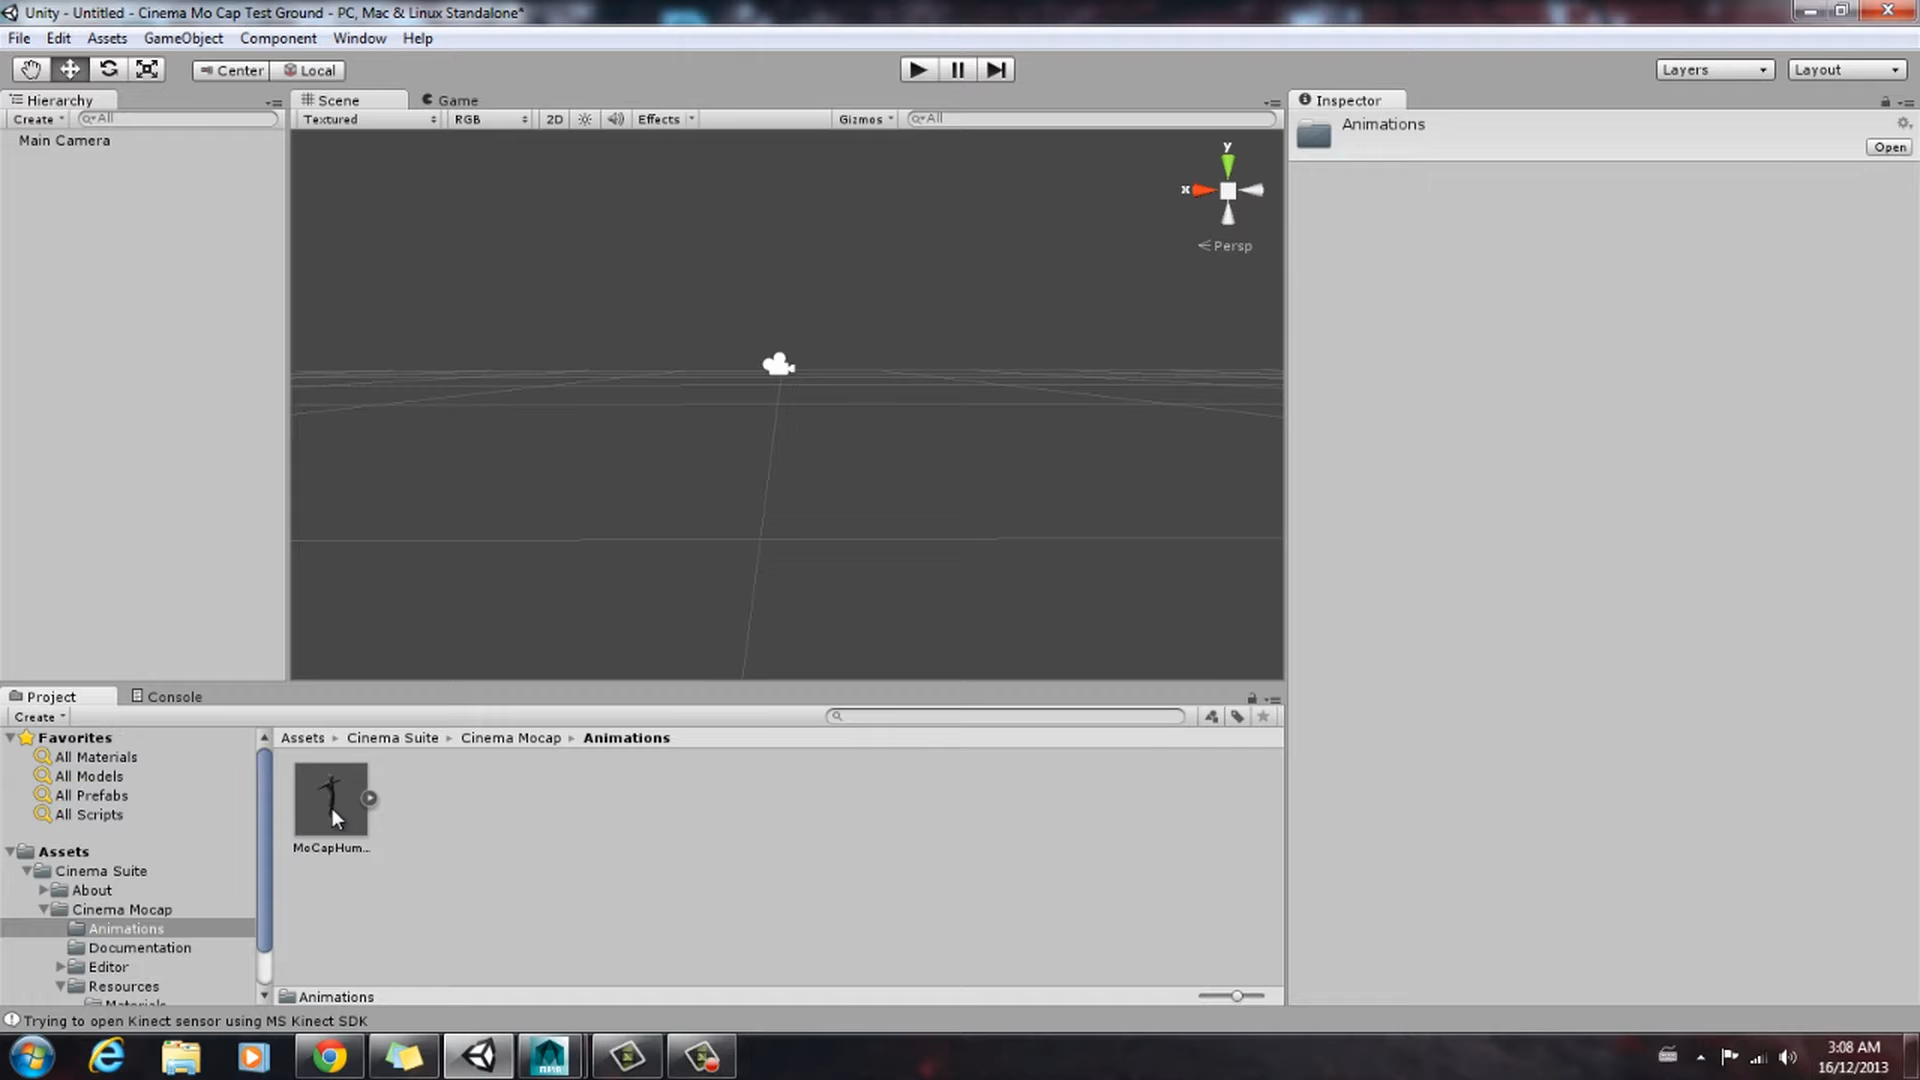 Unity - Untitled - Cinema Mo Cap Test Ground - PC, Mac & Linux Standalone*
File Edit Assets GameObject Component Window Help
Center Local Layers Layout
Hierarchy Scene Game Inspector
Create All Textured RGB 2D Effects Gizmos All Animations
Open
Main Camera
y
x
Persp
Project Console
Create
Favorites Assets Cinema Suite Cinema Mocap Animations
All Materials
All Models
All Prefabs
All Scripts
MoCapHum...
Assets
Cinema Suite
About
Cinema Mocap
Animations
Documentation
Editor
Resources
Materials
Animations
Trying to open Kinect sensor using MS Kinect SDK
3:08 AM
16/12/2013